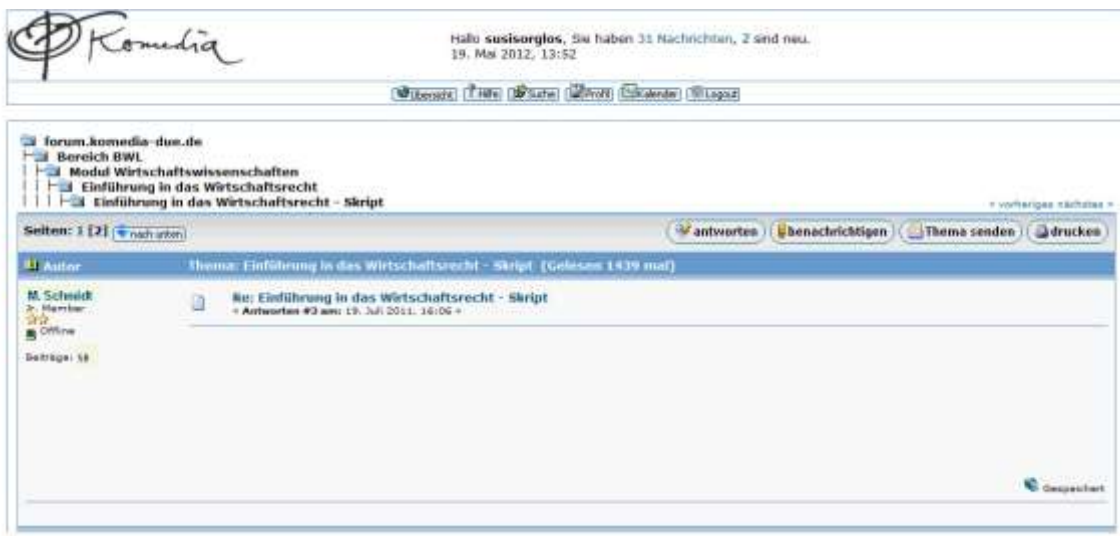 Komedia
Hallo susisorglos, Sie haben 31 Nachrichten, 2 sind neu.
19. Mai 2012, 13:52
Übersicht Hilfe Suche Profil Kalender Logout
forum.komedia-due.de
Bereich BWL
Modul Wirtschaftswissenschaften
Einführung in das Wirtschaftsrecht
Einführung in das Wirtschaftsrecht - Skript
« vorheriges nächstes »
Seiten: 1 [2] nach unten antworten benachrichtigen Thema senden drucken
Autor Thema: Einführung in das Wirtschaftsrecht - Skript (Gelesen 1439 mal)
M. Schmidt
Member
Offline
Beiträge: 58
Re: Einführung in das Wirtschaftsrecht - Skript
« Antworten #3 am: 19. Juli 2011, 16:06 »
Gespeichert